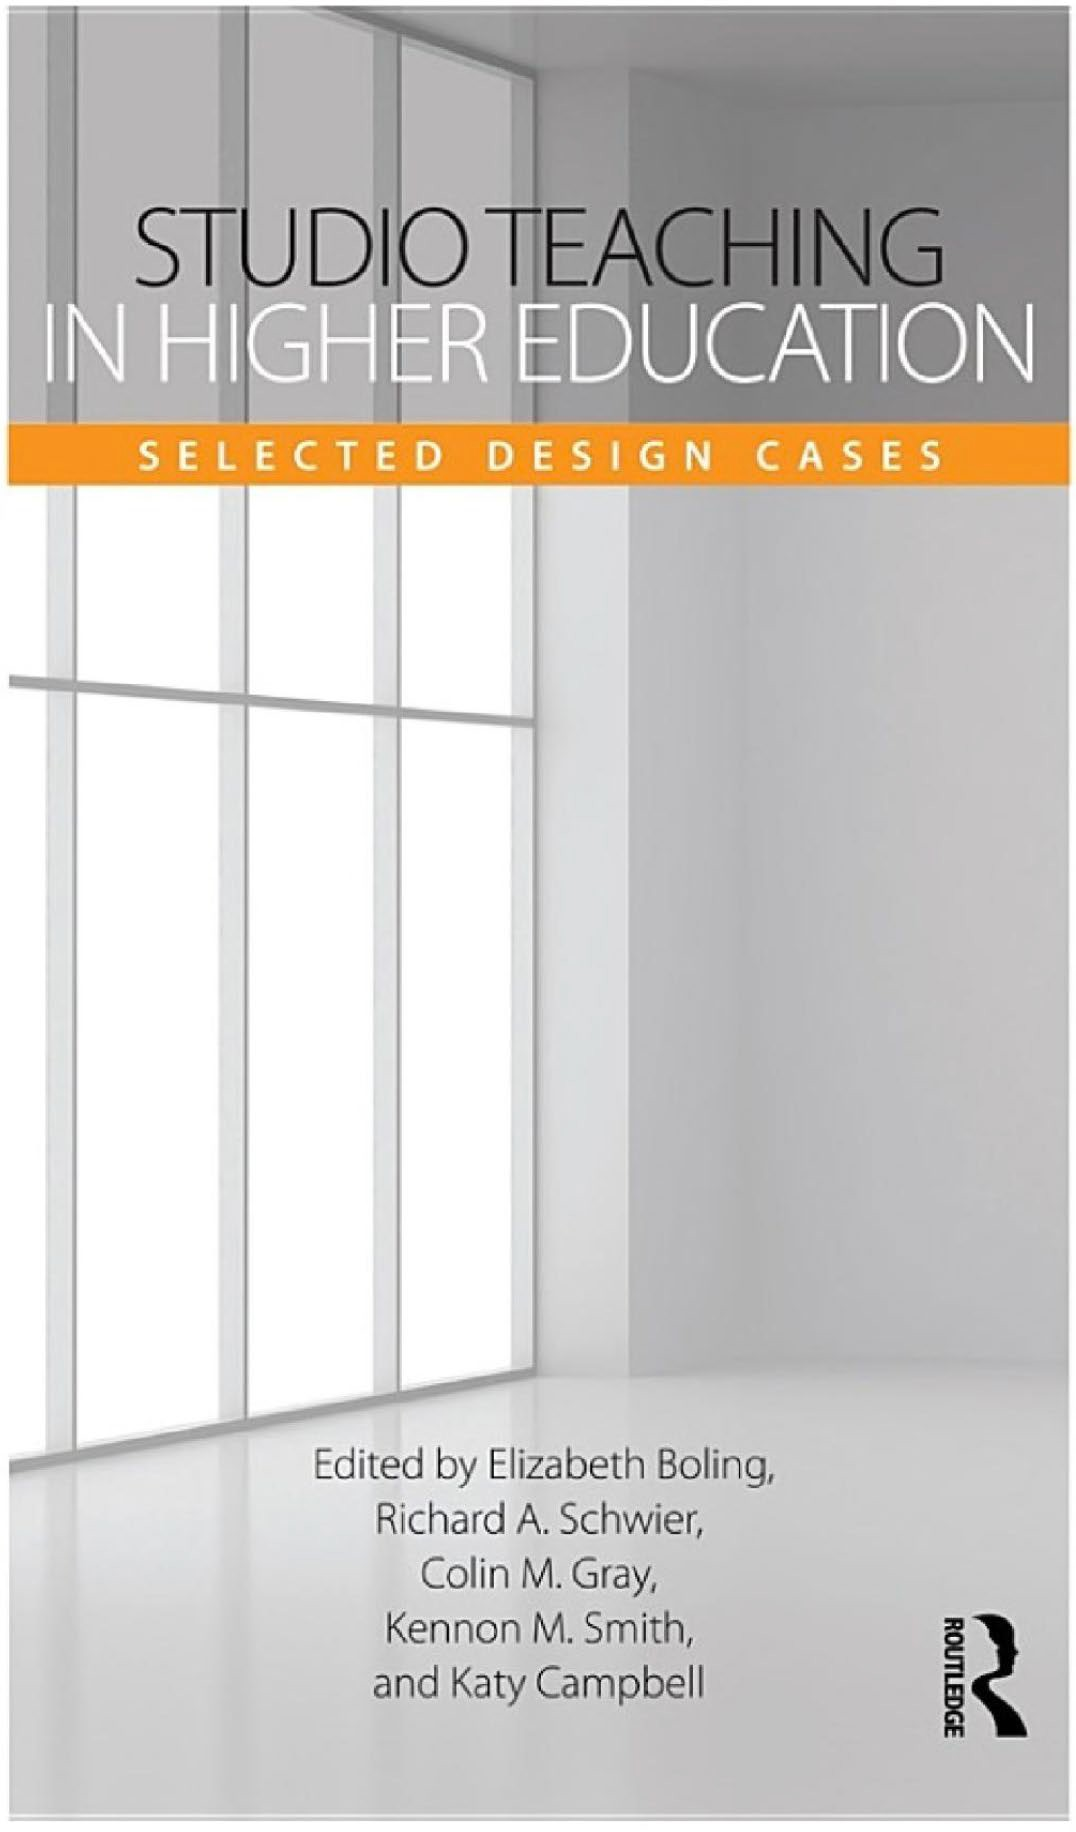 STUDIO TEACHING
IN HIGHER EDUCATION
SELECTED DESIGN CASES
Edited by Elizabeth Boling,
Richard A. Schwier,
Colin M. Gray,
Kennon M. Smith,
and Katy Campbell
ROUTLEDGE